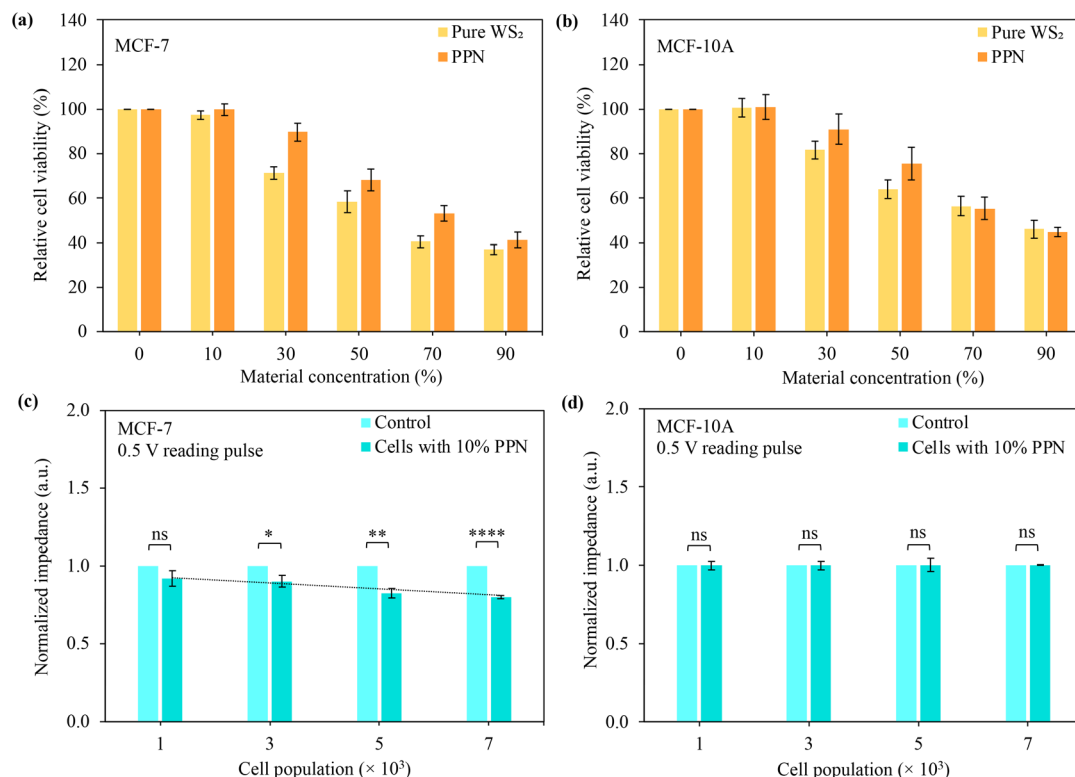 (a)
MCF-7
Pure WS₂
PPN
140
120
100
80
60
40
20
0
Relative cell viability (%)
0 10 30 50 70 90
Material concentration (%)
(b)
MCF-10A
Pure WS₂
PPN
140
120
100
80
60
40
20
0
Relative cell viability (%)
0 10 30 50 70 90
Material concentration (%)
(c)
MCF-7
0.5 V reading pulse
Control
Cells with 10% PPN
2.0
1.5
1.0
0.5
0.0
Normalized impedance (a.u.)
ns * ** ****
1 3 5 7
Cell population (× 10³)
(d)
MCF-10A
0.5 V reading pulse
Control
Cells with 10% PPN
2.0
1.5
1.0
0.5
0.0
Normalized impedance (a.u.)
ns ns ns ns
1 3 5 7
Cell population (× 10³)